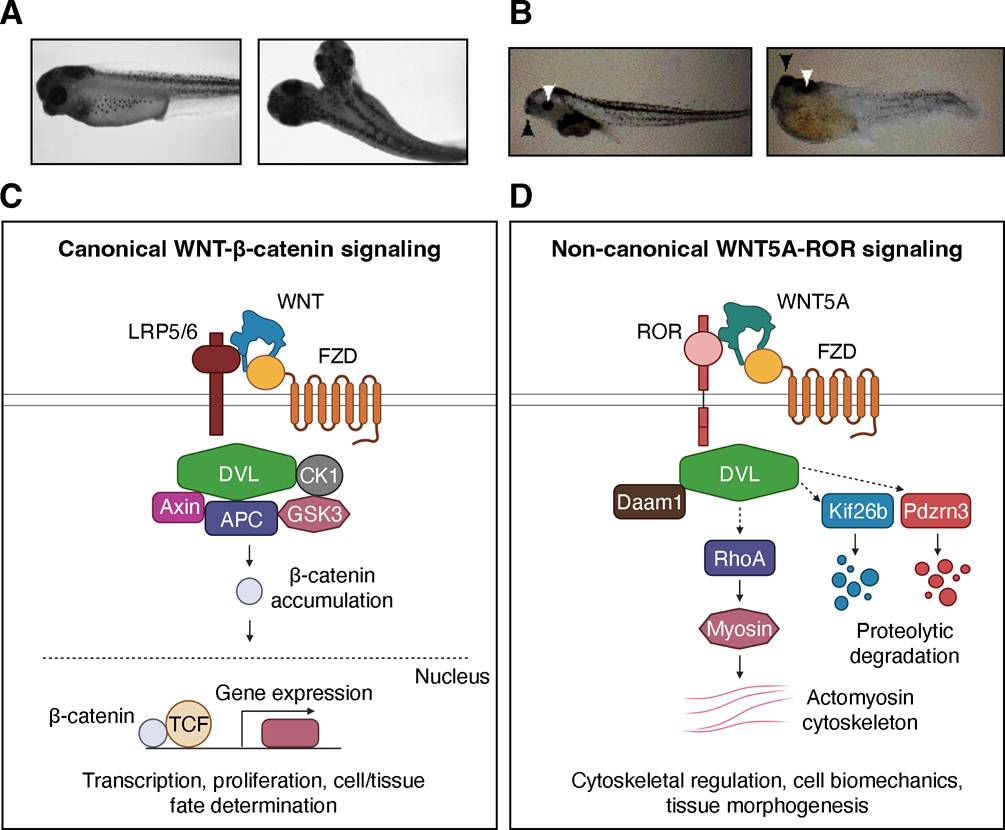 A
B
C
Canonical WNT-β-catenin signaling
WNT
LRP5/6
FZD
DVL
CK1
Axin
APC
GSK3
β-catenin
accumulation
Nucleus
Gene expression
β-catenin
TCF
Transcription, proliferation, cell/tissue
fate determination
D
Non-canonical WNT5A-ROR signaling
WNT5A
ROR
FZD
DVL
Daam1
Kif26b
Pdzrn3
RhoA
Myosin
Proteolytic
degradation
Actomyosin
cytoskeleton
Cytoskeletal regulation, cell biomechanics,
tissue morphogenesis